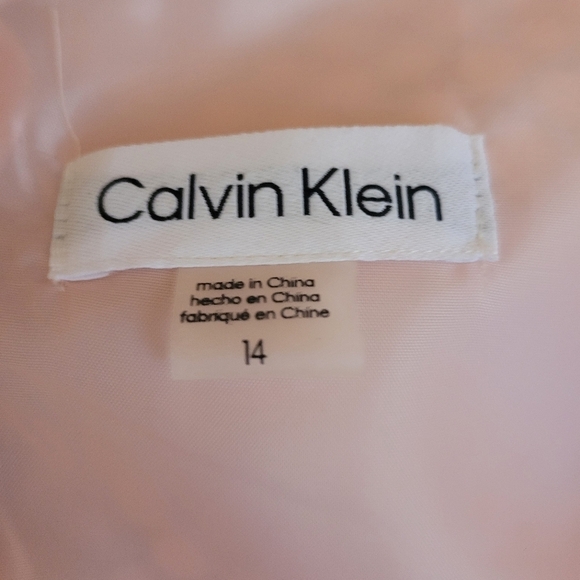 Calvin Klein
made in China
hecho en China
fabriqué en Chine
14